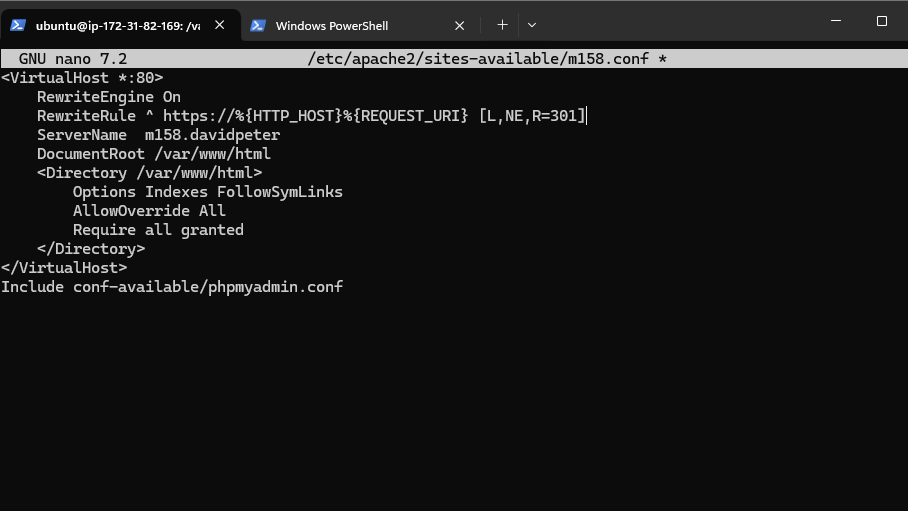 ubuntu@ip-172-31-82-169: /va
Windows PowerShell
GNU nano 7.2 /etc/apache2/sites-available/m158.conf *
<VirtualHost *:80>
    RewriteEngine On
    RewriteRule ^ https://%{HTTP_HOST}%{REQUEST_URI} [L,NE,R=301]
    ServerName  m158.davidpeter
    DocumentRoot /var/www/html
    <Directory /var/www/html>
        Options Indexes FollowSymLinks
        AllowOverride All
        Require all granted
    </Directory>
</VirtualHost>
Include conf-available/phpmyadmin.conf